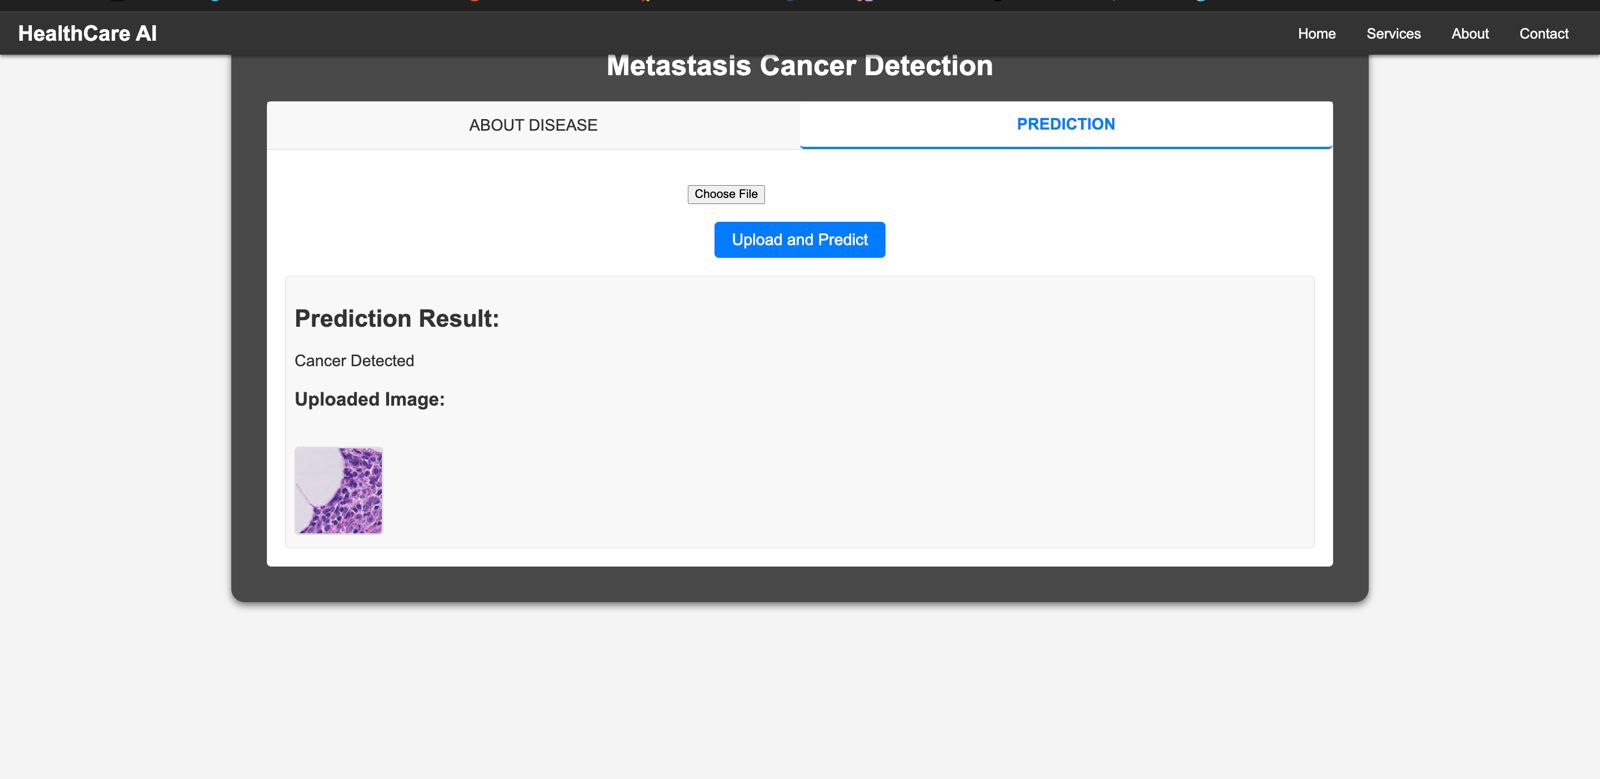 HealthCare AI
Home Services About Contact
Metastasis Cancer Detection
ABOUT DISEASE PREDICTION
Choose File
Upload and Predict
Prediction Result:
Cancer Detected
Uploaded Image: